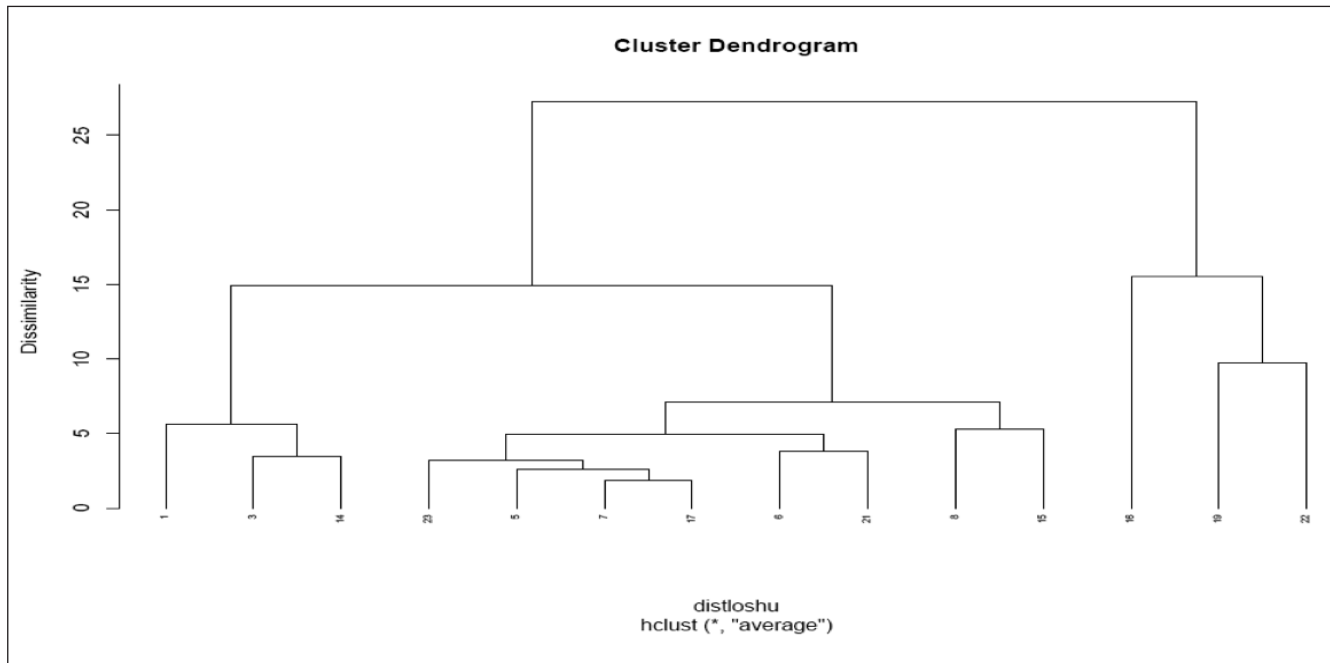 Cluster Dendrogram
Dissimilarity
25
20
15
10
5
0
1 3 14 23 5 7 17 6 21 8 15 16 19 22
distloshu
hclust (*, "average")